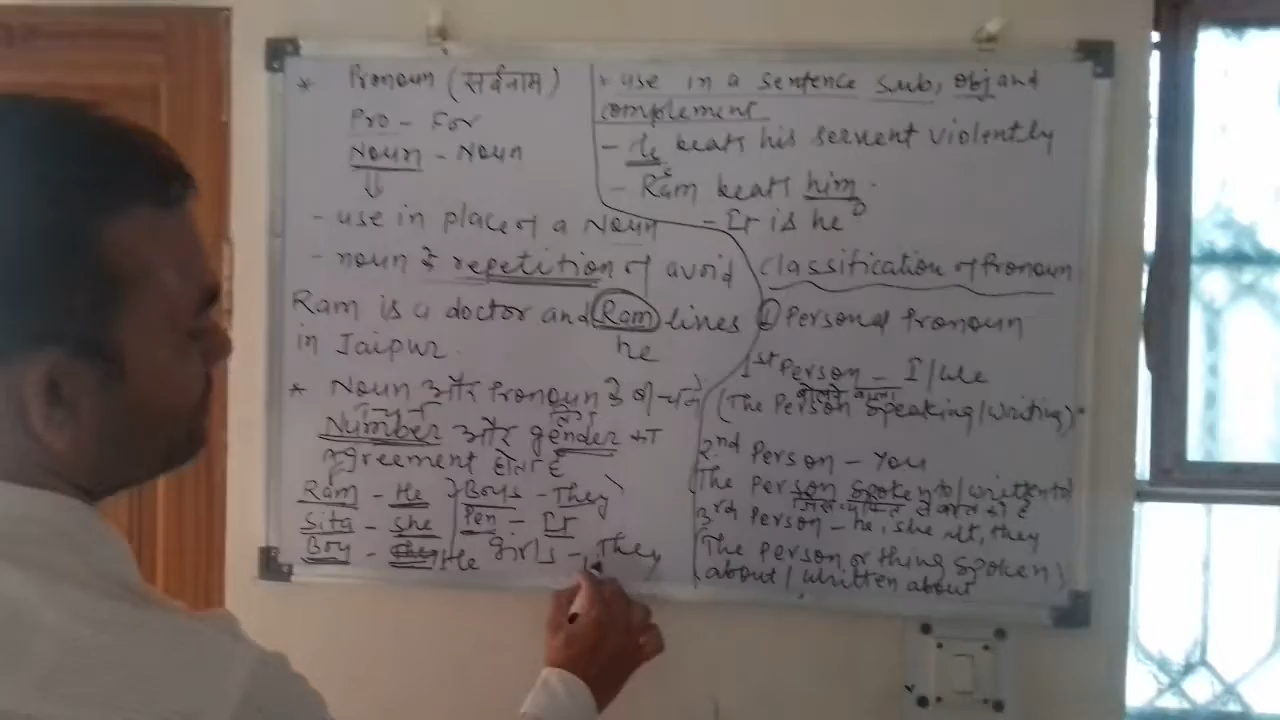 * Pronoun (सर्वनाम)
Pro - For
Noun - Noun
- use in place of a Noun
- noun के repetition of avoid
Ram is a doctor and Ram lines
he
in Jaipur.
* Noun और Pronoun के बीच
लिंग
Number और gender का
agreement होता है
Ram - He
Sita - She
Boy - He
Boys - They
Pen - It
girls - They
* use in a sentence sub, obj and
complement
- He beats his servent violently
- Ram beats him.
- It is he
classification of Pronoun
① Personal Pronoun
1st Person - I/we
बोलने वाला
(The Person Speaking/writing)
2nd Person - You
The Person Spoken to/written to
3rd Person - he, she, it, they
(The Person or thing Spoken)
about/written about